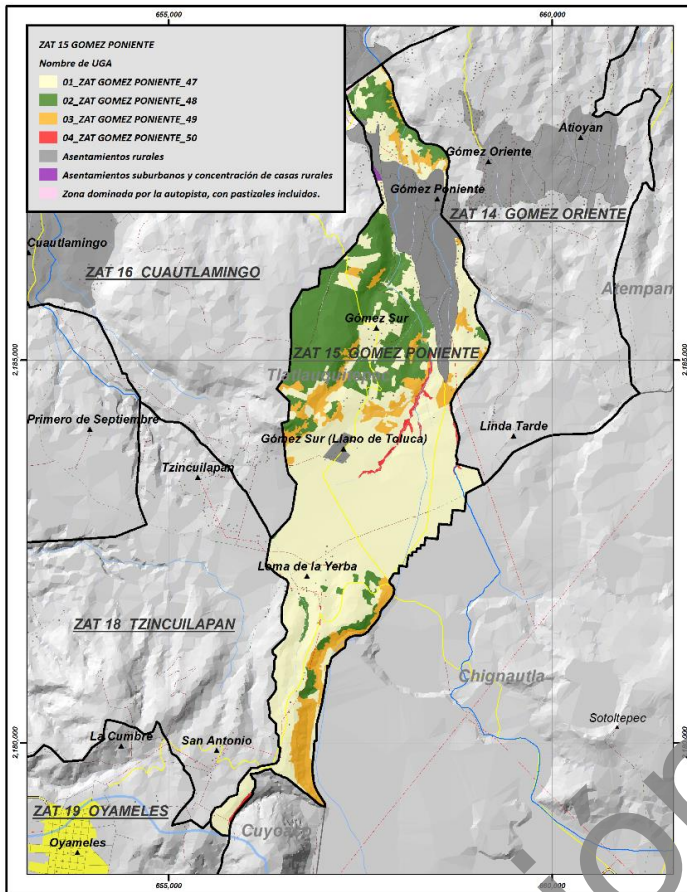 655,000
660,000
ZAT 15 GOMEZ PONIENTE
Nombre de UGA
01_ZAT GOMEZ PONIENTE_47
02_ZAT GOMEZ PONIENTE_48
03_ZAT GOMEZ PONIENTE_49
04_ZAT GOMEZ PONIENTE_50
Asentamientos rurales
Asentamientos suburbanos y concentración de casas rurales
Zona dominada por la autopista, con pastizales incluidos.
Atioyan
Gómez Oriente
Gómez Poniente
ZAT 14 GOMEZ ORIENTE
Cuautlamingo
ZAT 16 CUAUTLAMINGO
Atempan
Gómez Sur
ZAT 15 GOMEZ PONIENTE
2,185,000
2,185,000
Primero de Septiembre
Linda Tarde
Gómez Sur (Llano de Toluca)
Tzincuilapan
Loma de la Yerba
ZAT 18 TZINCUILAPAN
Chignautla
Sotoltepec
La Cumbre
San Antonio
2,180,000
ZAT 19 OYAMELES
Oyameles
655,000